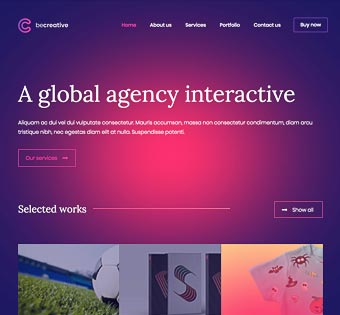 becreative
Home About us Services Portfolio Contact us Buy now
A global agency interactive
Aliquam ac dui vel dui vulputate consectetur. Mauris accumsan, massa non consectetur condimentum, diam arcu
tristique nibh, nec egestas diam elit at nulla. Suspendisse potenti.
Our services
Selected works
Show all